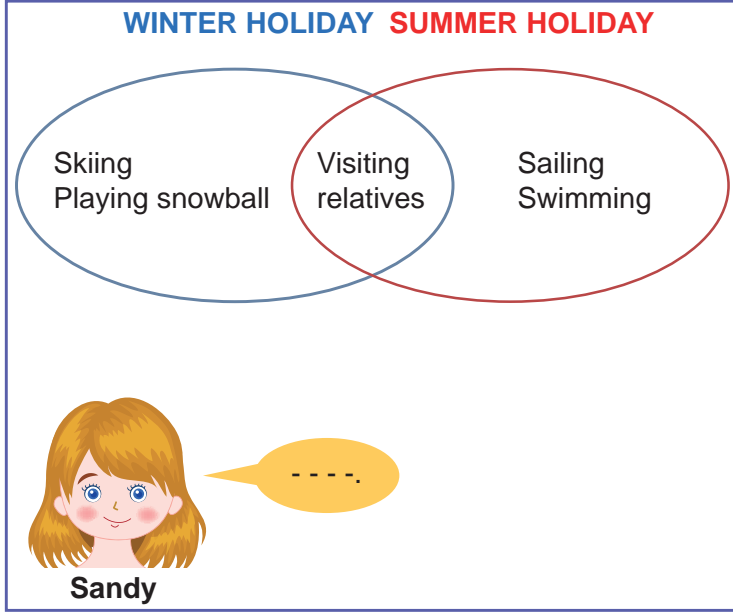 WINTER HOLIDAY SUMMER HOLIDAY
Skiing
Playing snowball
Visiting
relatives
Sailing
Swimming
- - - -.
Sandy